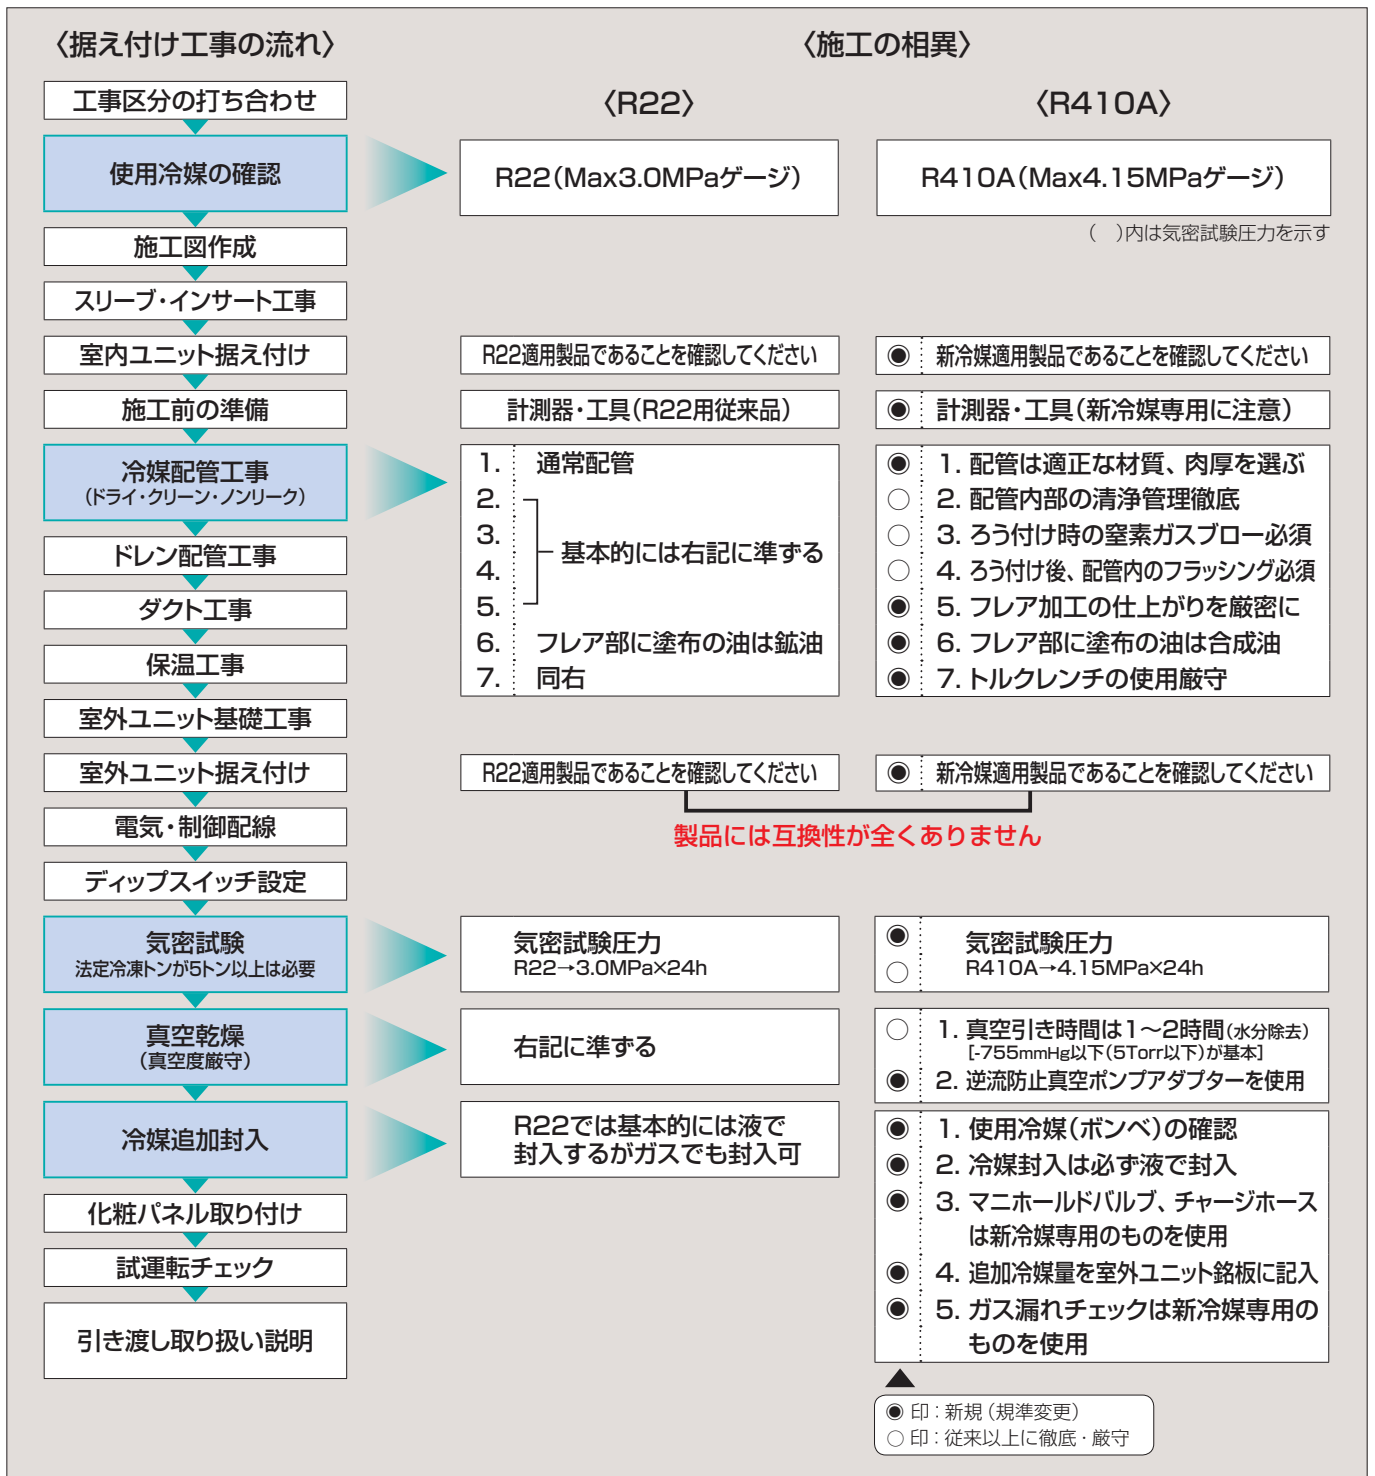 〈据え付け工事の流れ〉
〈施工の相異〉
〈R22〉
〈R410A〉
工事区分の打ち合わせ
使用冷媒の確認
R22(Max3.0MPaゲージ)
R410A(Max4.15MPaゲージ)
( )内は気密試験圧力を示す
施工図作成
スリーブ・インサート工事
室内ユニット据え付け
R22適用製品であることを確認してください
◉ 新冷媒適用製品であることを確認してください
施工前の準備
計測器・工具(R22用従来品)
◉ 計測器・工具(新冷媒専用に注意)
冷媒配管工事
(ドライ・クリーン・ノンリーク)
1. 通常配管
2.
3.
4.
5.
基本的には右記に準ずる
6. フレア部に塗布の油は鉱油
7. 同右
◉ 1. 配管は適正な材質、肉厚を選ぶ
○ 2. 配管内部の清浄管理徹底
○ 3. ろう付け時の窒素ガスブロー必須
○ 4. ろう付け後、配管内のフラッシング必須
◉ 5. フレア加工の仕上がりを厳密に
◉ 6. フレア部に塗布の油は合成油
◉ 7. トルクレンチの使用厳守
ドレン配管工事
ダクト工事
保温工事
室外ユニット基礎工事
室外ユニット据え付け
R22適用製品であることを確認してください
◉ 新冷媒適用製品であることを確認してください
製品には互換性が全くありません
電気・制御配線
ディップスイッチ設定
気密試験
法定冷凍トンが5トン以上は必要
気密試験圧力
R22→3.0MPa×24h
◉ 気密試験圧力
○ R410A→4.15MPa×24h
真空乾燥
(真空度厳守)
右記に準ずる
○ 1. 真空引き時間は1〜2時間(水分除去)
[-755mmHg以下(5Torr以下)が基本]
◉ 2. 逆流防止真空ポンプアダプターを使用
冷媒追加封入
R22では基本的には液で
封入するがガスでも封入可
◉ 1. 使用冷媒(ボンベ)の確認
◉ 2. 冷媒封入は必ず液で封入
◉ 3. マニホールドバルブ、チャージホース
は新冷媒専用のものを使用
◉ 4. 追加冷媒量を室外ユニット銘板に記入
◉ 5. ガス漏れチェックは新冷媒専用の
ものを使用
化粧パネル取り付け
試運転チェック
引き渡し取り扱い説明
◉ 印:新規(規準変更)
○ 印:従来以上に徹底・厳守